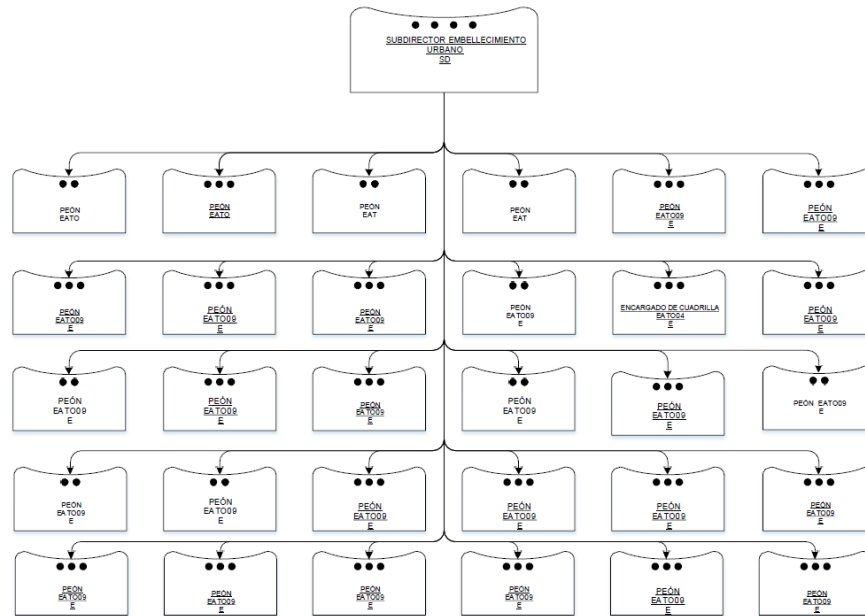 SUBDIRECTOR EMBELLECIMIENTO
URBANO
SD
PEÓN
EATO
PEÓN
EATO
PEÓN
EAT
PEÓN
EAT
PEÓN
EATO09
E
PEÓN
EATO09
E
PEÓN
EATO09
E
PEÓN
EATO09
E
PEÓN
EATO09
E
PEÓN
EATO09
E
ENCARGADO DE CUADRILLA
EATO04
E
PEÓN
EATO09
E
PEÓN
EATO09
E
PEÓN
EATO09
E
PEÓN
EATO09
E
PEÓN
EATO09
E
PEÓN
EATO09
E
PEÓN EATO09
E
PEÓN
EATO09
E
PEÓN
EATO09
E
PEÓN
EATO09
E
PEÓN
EATO09
E
PEÓN
EATO09
E
PEÓN
EATO09
E
PEÓN
EATO09
E
PEÓN
EATO09
E
PEÓN
EATO09
E
PEÓN
EATO09
E
PEÓN
EATO09
E
PEÓN
EATO09
E